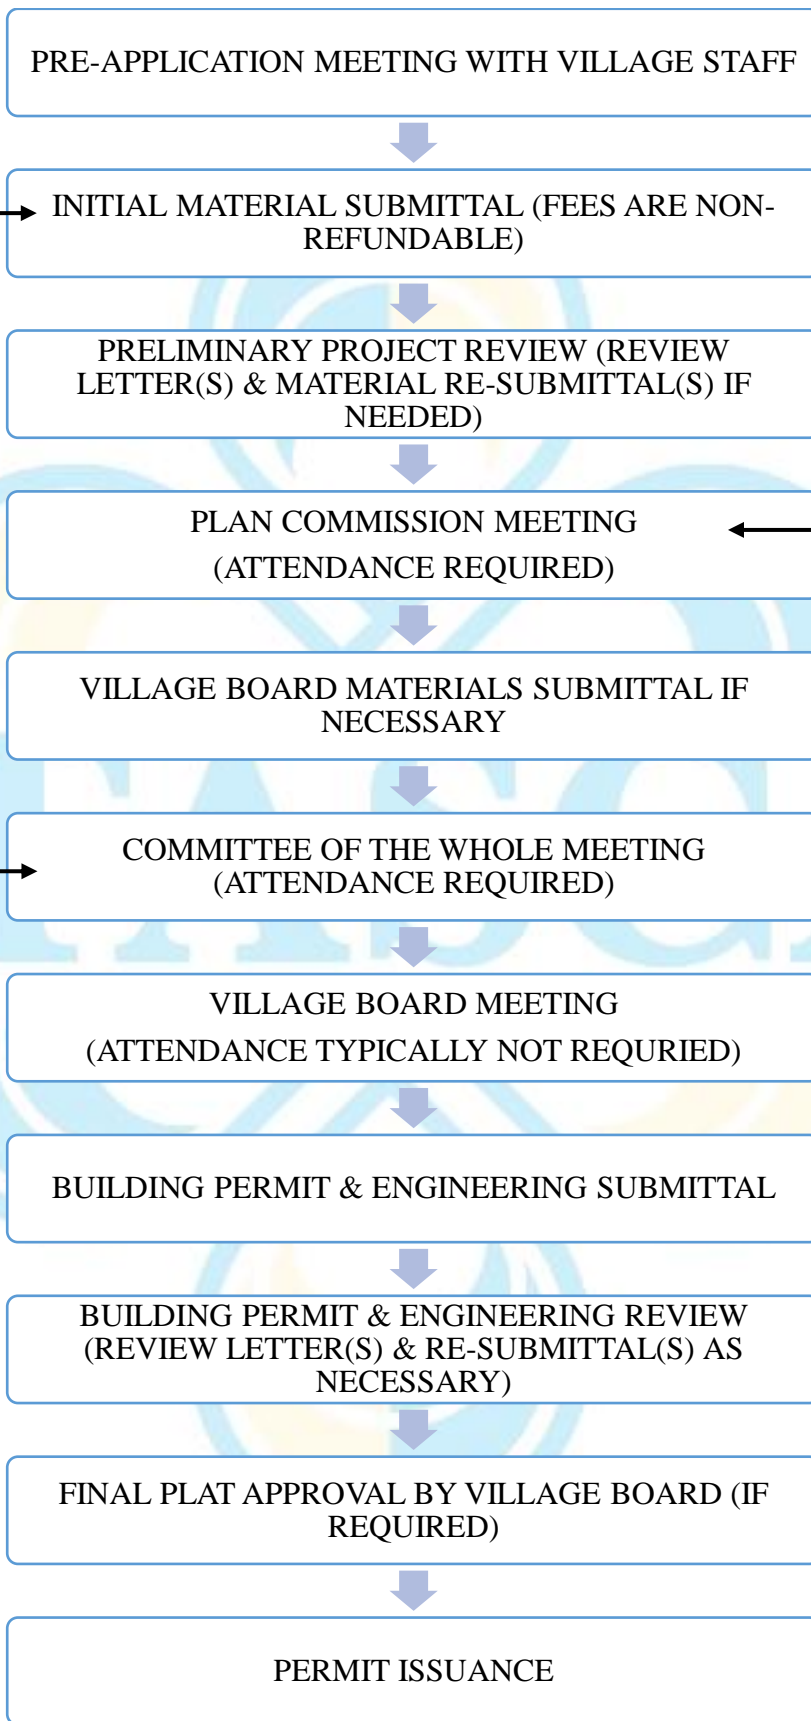 PRE-APPLICATION MEETING WITH VILLAGE STAFF
INITIAL MATERIAL SUBMITTAL (FEES ARE NON-
REFUNDABLE)
PRELIMINARY PROJECT REVIEW (REVIEW
LETTER(S) & MATERIAL RE-SUBMITTAL(S) IF
NEEDED)
PLAN COMMISSION MEETING
(ATTENDANCE REQUIRED)
VILLAGE BOARD MATERIALS SUBMITTAL IF
NECESSARY
COMMITTEE OF THE WHOLE MEETING
(ATTENDANCE REQUIRED)
VILLAGE BOARD MEETING
(ATTENDANCE TYPICALLY NOT REQURIED)
BUILDING PERMIT & ENGINEERING SUBMITTAL
BUILDING PERMIT & ENGINEERING REVIEW
(REVIEW LETTER(S) & RE-SUBMITTAL(S) AS
NECESSARY)
FINAL PLAT APPROVAL BY VILLAGE BOARD (IF
REQUIRED)
PERMIT ISSUANCE